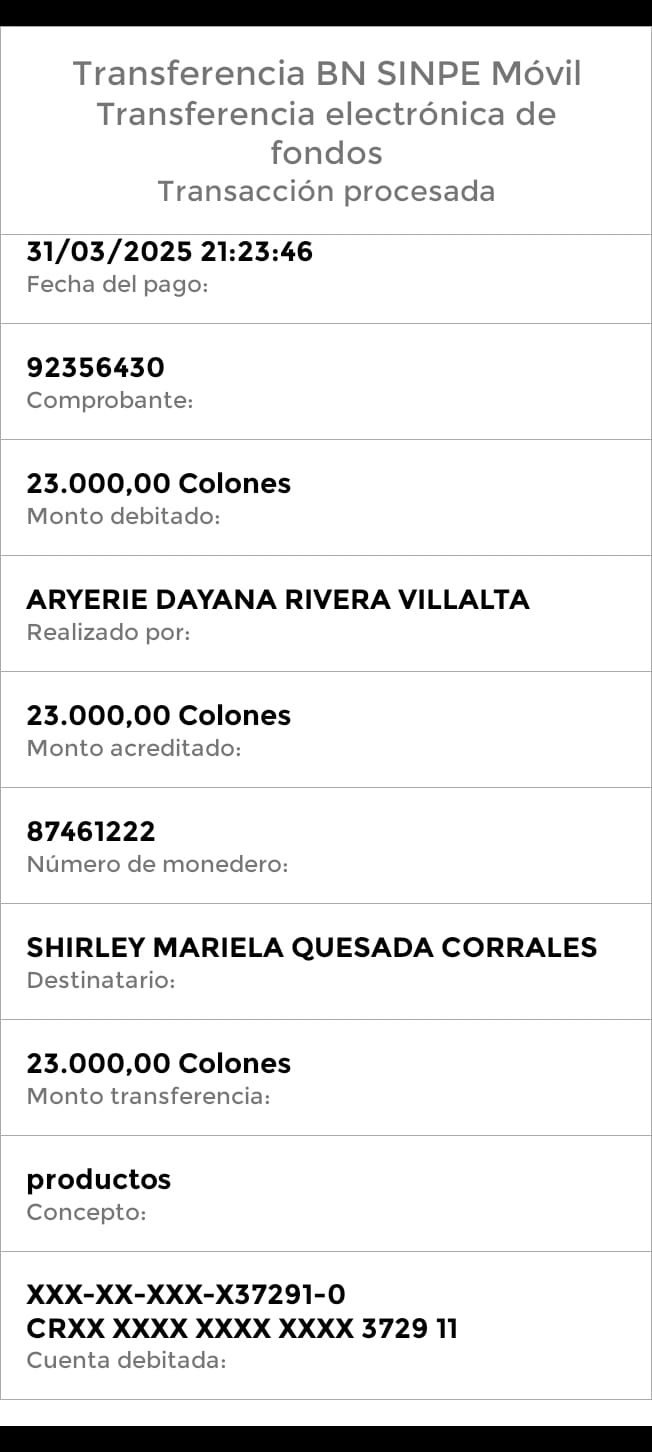 Transferencia BN SINPE Móvil
Transferencia electrónica de
fondos
Transacción procesada
31/03/2025 21:23:46
Fecha del pago:
92356430
Comprobante:
23.000,00 Colones
Monto debitado:
ARYERIE DAYANA RIVERA VILLALTA
Realizado por:
23.000,00 Colones
Monto acreditado:
87461222
Número de monedero:
SHIRLEY MARIELA QUESADA CORRALES
Destinatario:
23.000,00 Colones
Monto transferencia:
productos
Concepto:
XXX-XX-XXX-X37291-0
CRXX XXXX XXXX XXXX 3729 11
Cuenta debitada: